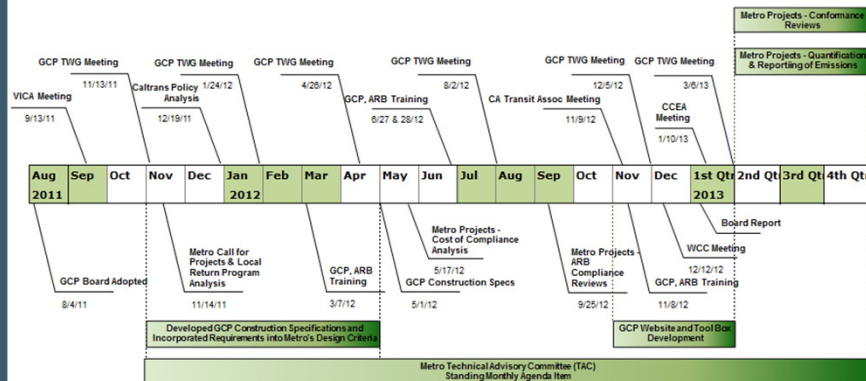 Metro Projects - Conformance
Reviews
Metro Projects - Quantification
& Reporting of Emissions
GCP TWG Meeting
11/13/11
GCP TWG Meeting
1/24/12
GCP TWG Meeting
4/26/12
GCP TWG Meeting
8/2/12
GCP TWG Meeting
12/5/12
GCP TWG Meeting
3/6/13
VICA Meeting
9/13/11
Caltrans Policy
Analysis
12/19/11
GCP, ARB Training
6/27 & 28/12
CA Transit Assoc Meeting
11/9/12
CCEA
Meeting
1/10/13
Aug
2011
Sep
Oct
Nov
Dec
Jan
2012
Feb
Mar
Apr
May
Jun
Jul
Aug
Sep
Oct
Nov
Dec
1st Qtr
2013
2nd Qtr
3rd Qtr
4th Qtr
GCP Board Adopted
8/4/11
Metro Call for
Projects & Local
Return Program
Analysis
11/14/11
GCP, ARB
Training
3/7/12
GCP Construction Specs
5/1/12
Metro Projects -
Cost of Compliance
Analysis
5/17/12
Metro Projects -
ARB
Compliance
Reviews
9/25/12
GCP, ARB Training
11/8/12
WCC Meeting
12/12/12
Board Report
Developed GCP Construction Specifications and
Incorporated Requirements into Metro's Design Criteria
GCP Website and Tool Box
Development
Metro Technical Advisory Committee (TAC)
Standing Monthly Agenda Item